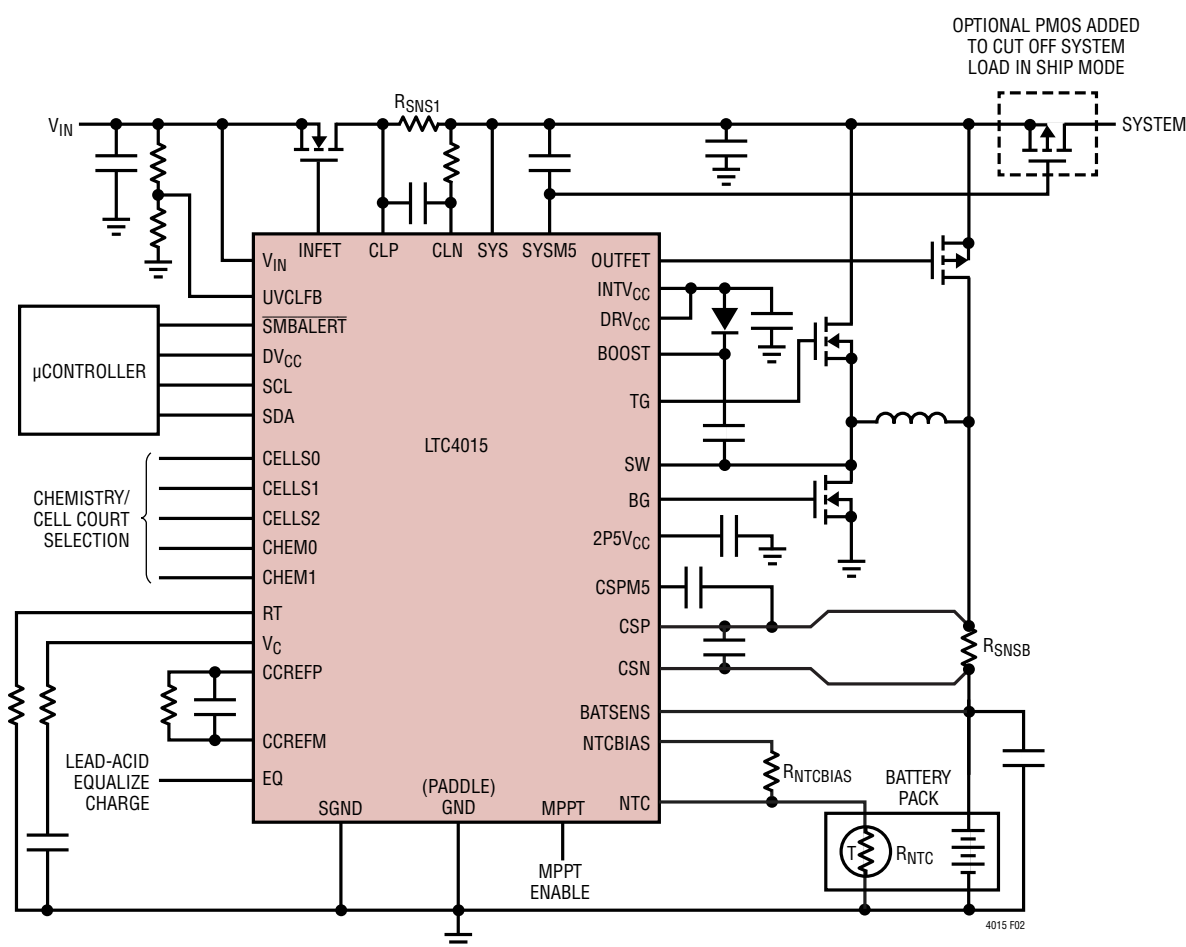 OPTIONAL PMOS ADDED
TO CUT OFF SYSTEM
LOAD IN SHIP MODE
VIN
RSNS1
SYSTEM
INFET
CLP
CLN
SYS
SYSM5
VIN
UVCLFB
SMBALERT
DVCC
SCL
SDA
µCONTROLLER
CELLS0
CELLS1
CELLS2
CHEM0
CHEM1
CHEMISTRY/
CELL COURT
SELECTION
RT
VC
CCREFP
CCREFM
EQ
LEAD-ACID
EQUALIZE
CHARGE
LTC4015
OUTFET
INTVCC
DRVCC
BOOST
TG
SW
BG
2P5VCC
CSPM5
CSP
CSN
BATSENS
NTCBIAS
NTC
RSNSB
RNTCBIAS
BATTERY
PACK
T
RNTC
SGND
(PADDLE)
GND
MPPT
MPPT
ENABLE
4015 F02